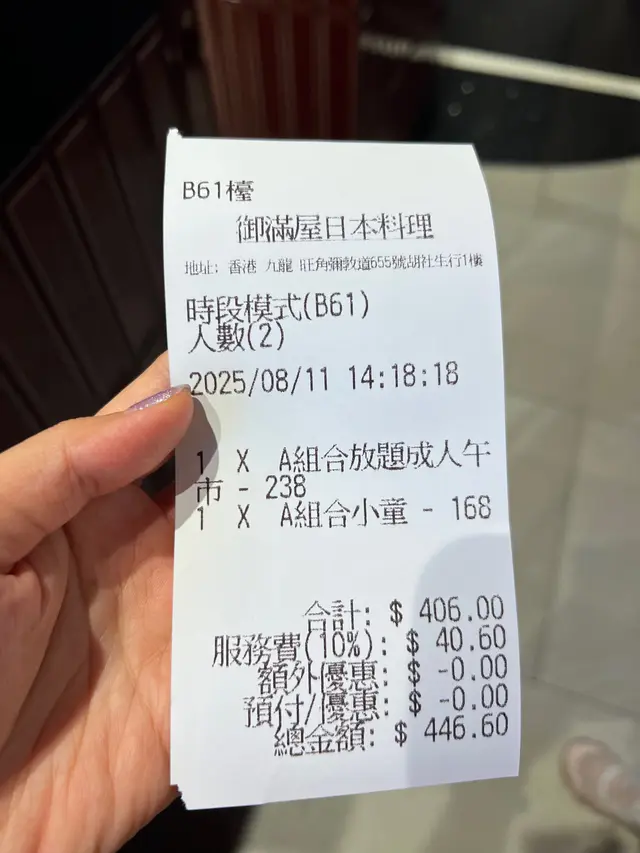 B61檯
御滿屋日本料理
地址: 香港 九龍 旺角彌敦道655號胡社生行1樓
時段模式(B61)
人數(2)
2025/08/11 14:18:18
1 X A組合放題成人午
市 - 238
1 X A組合小童 - 168
合計: $ 406.00
服務費(10%): $ 40.60
額外優惠: $ -0.00
預付/優惠: $ -0.00
總金額: $ 446.60